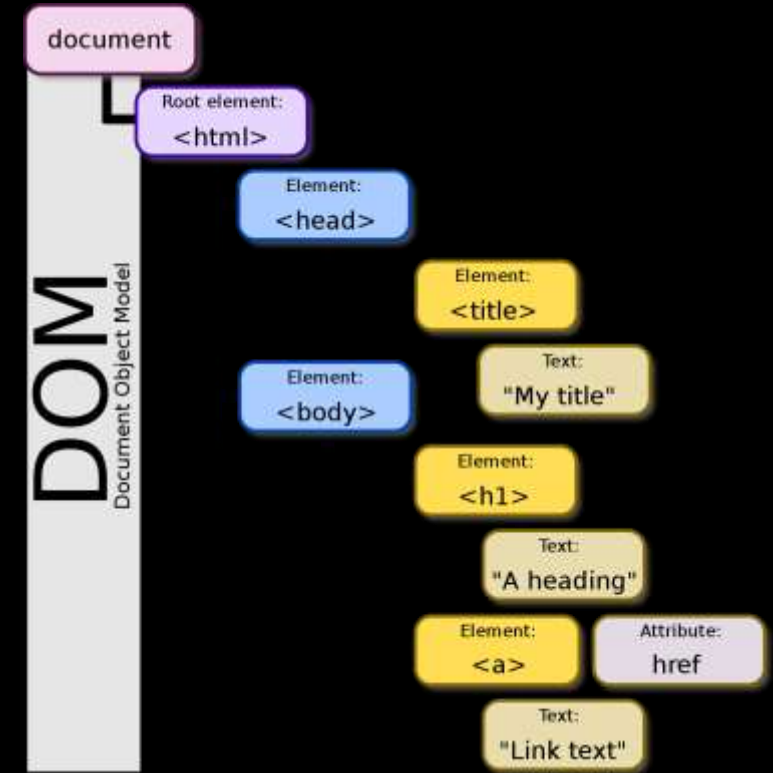 document
Root element:
<html>
Element:
<head>
Element:
<title>
Text:
"My title"
Element:
<body>
Element:
<h1>
Text:
"A heading"
Element:
<a>
Attribute:
href
Text:
"Link text"
DOM
Document Object Model